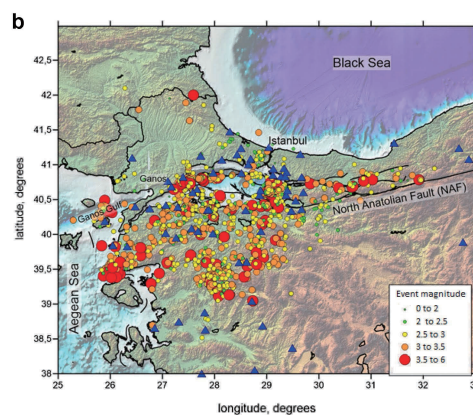 b
42,5
42
41,5
41
40,5
40
39,5
39
38,5
38
25 26 27 28 29 30 31 32 33
latitude, degrees
longitude, degrees
Black Sea
Istanbul
Ganos
Ganos Gulf
North Anatolian Fault (NAF)
Aegean Sea
Event magnitude
0 to 2
2 to 2,5
2.5 to 3
3 to 3.5
3.5 to 6